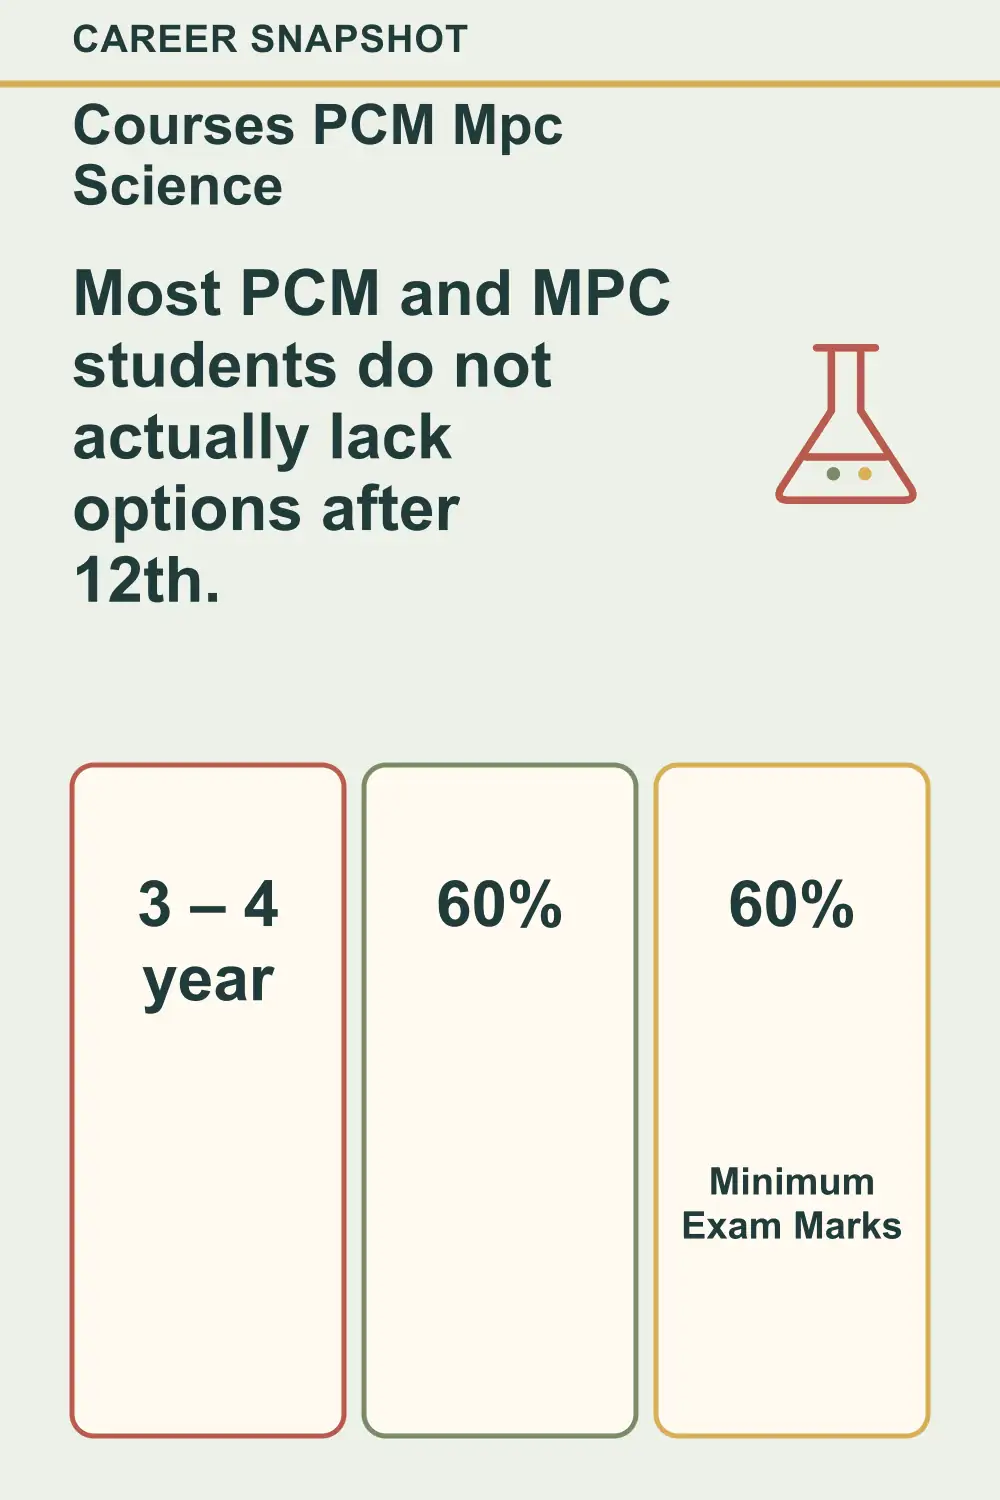 CAREER SNAPSHOT
Courses PCM Mpc
Science
Most PCM and MPC
students do not
actually lack
options after
12th.
3 – 4
year
60%
60%
Minimum
Exam Marks